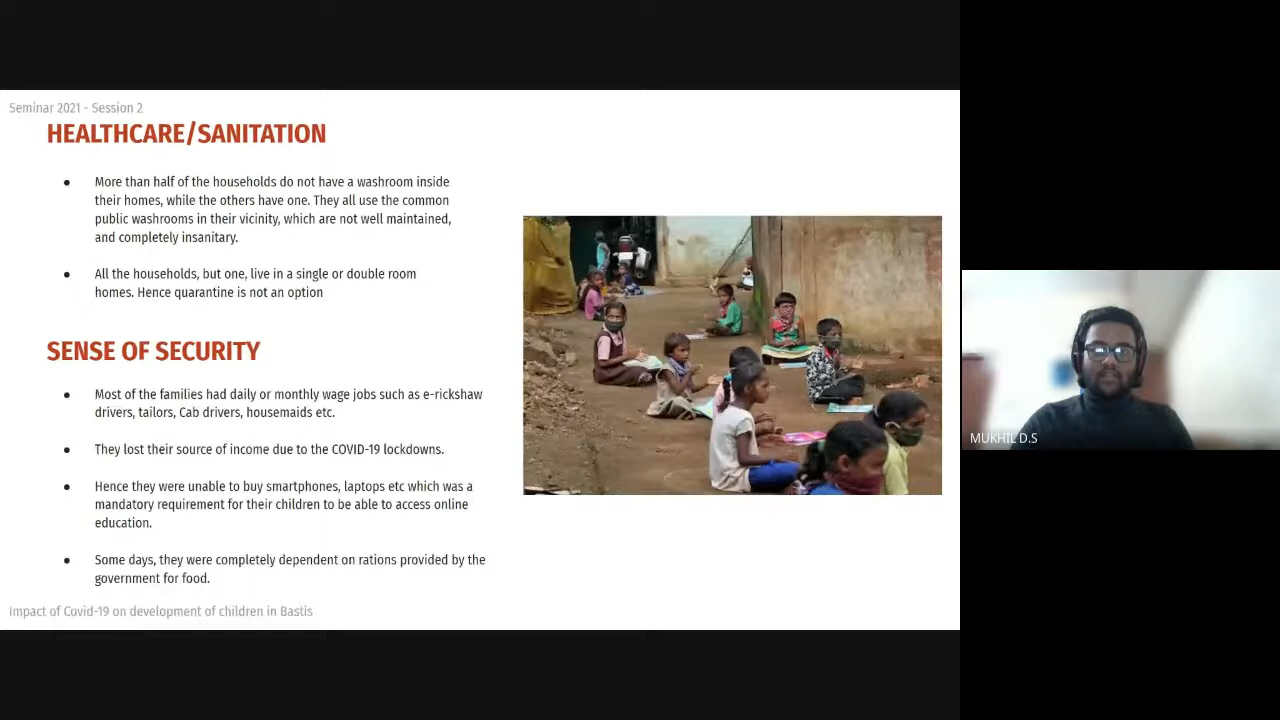 Seminar 2021 - Session 2
HEALTHCARE/SANITATION
● More than half of the households do not have a washroom inside
their homes, while the others have one. They all use the common
public washrooms in their vicinity, which are not well maintained,
and completely insanitary.
● All the households, but one, live in a single or double room
homes. Hence quarantine is not an option
SENSE OF SECURITY
● Most of the families had daily or monthly wage jobs such as e-rickshaw
drivers, tailors, Cab drivers, housemaids etc.
● They lost their source of income due to the COVID-19 lockdowns.
● Hence they were unable to buy smartphones, laptops etc which was a
mandatory requirement for their children to be able to access online
education.
● Some days, they were completely dependent on rations provided by the
government for food.
Impact of Covid-19 on development of children in Bastis
MUKHIL D.S